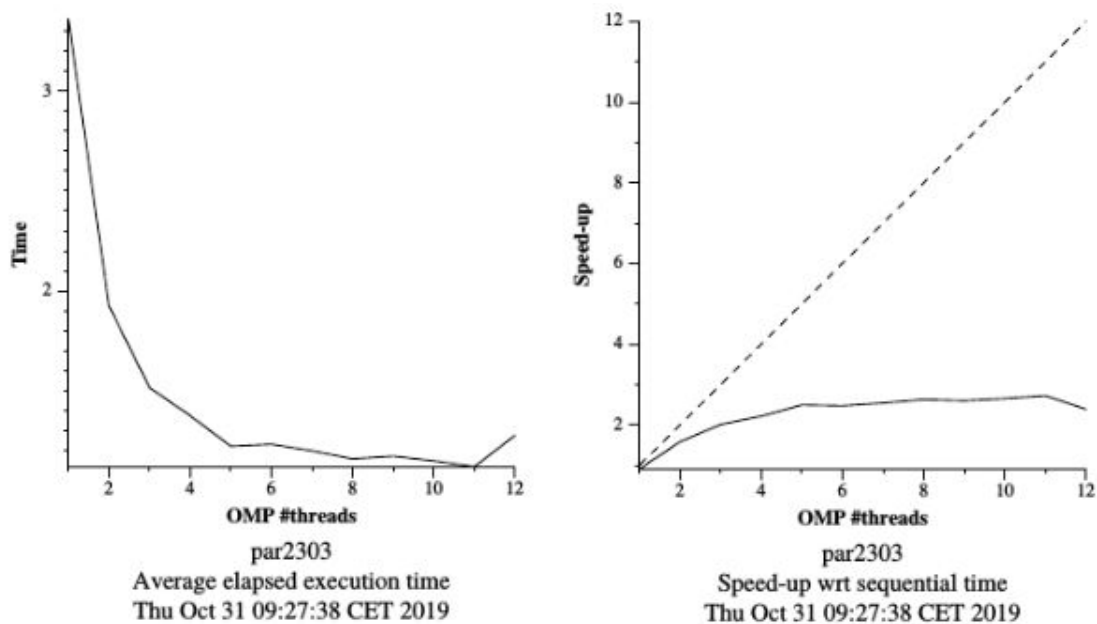 3
2
Time
2
4
6
8
10
12
OMP #threads
par2303
Average elapsed execution time
Thu Oct 31 09:27:38 CET 2019
12
10
8
6
4
2
Speed-up
2
4
6
8
10
12
OMP #threads
par2303
Speed-up wrt sequential time
Thu Oct 31 09:27:38 CET 2019